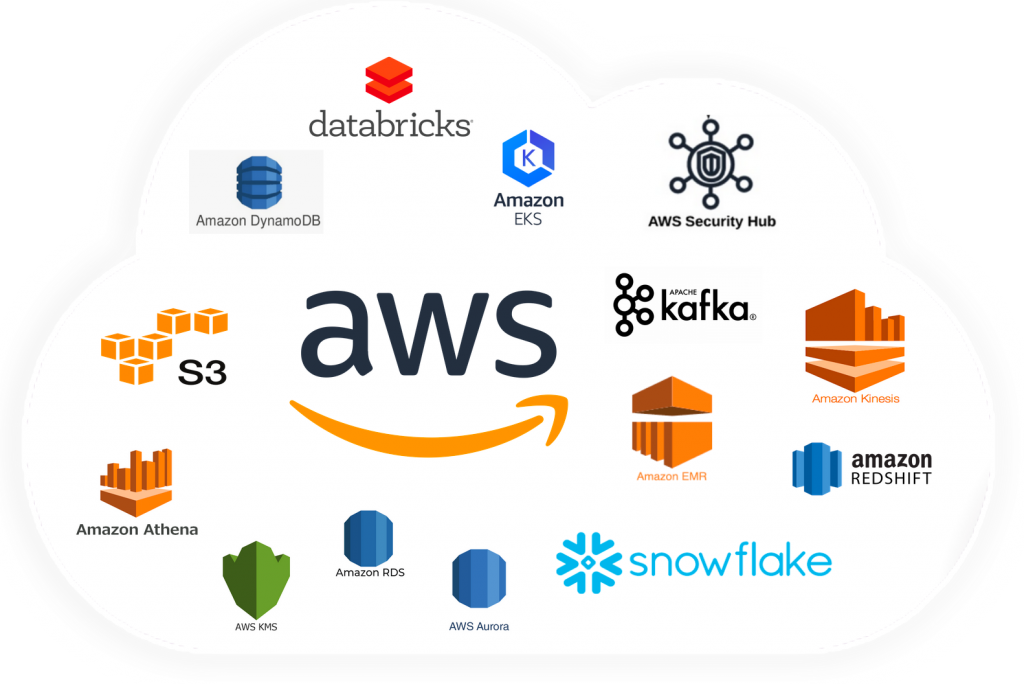 databricks
Amazon DynamoDB
K
Amazon
EKS
AWS Security Hub
aws
APACHE
kafka®
S3
Amazon Kinesis
Amazon EMR
amazon
REDSHIFT
Amazon Athena
Amazon RDS
AWS KMS
AWS Aurora
snowflake